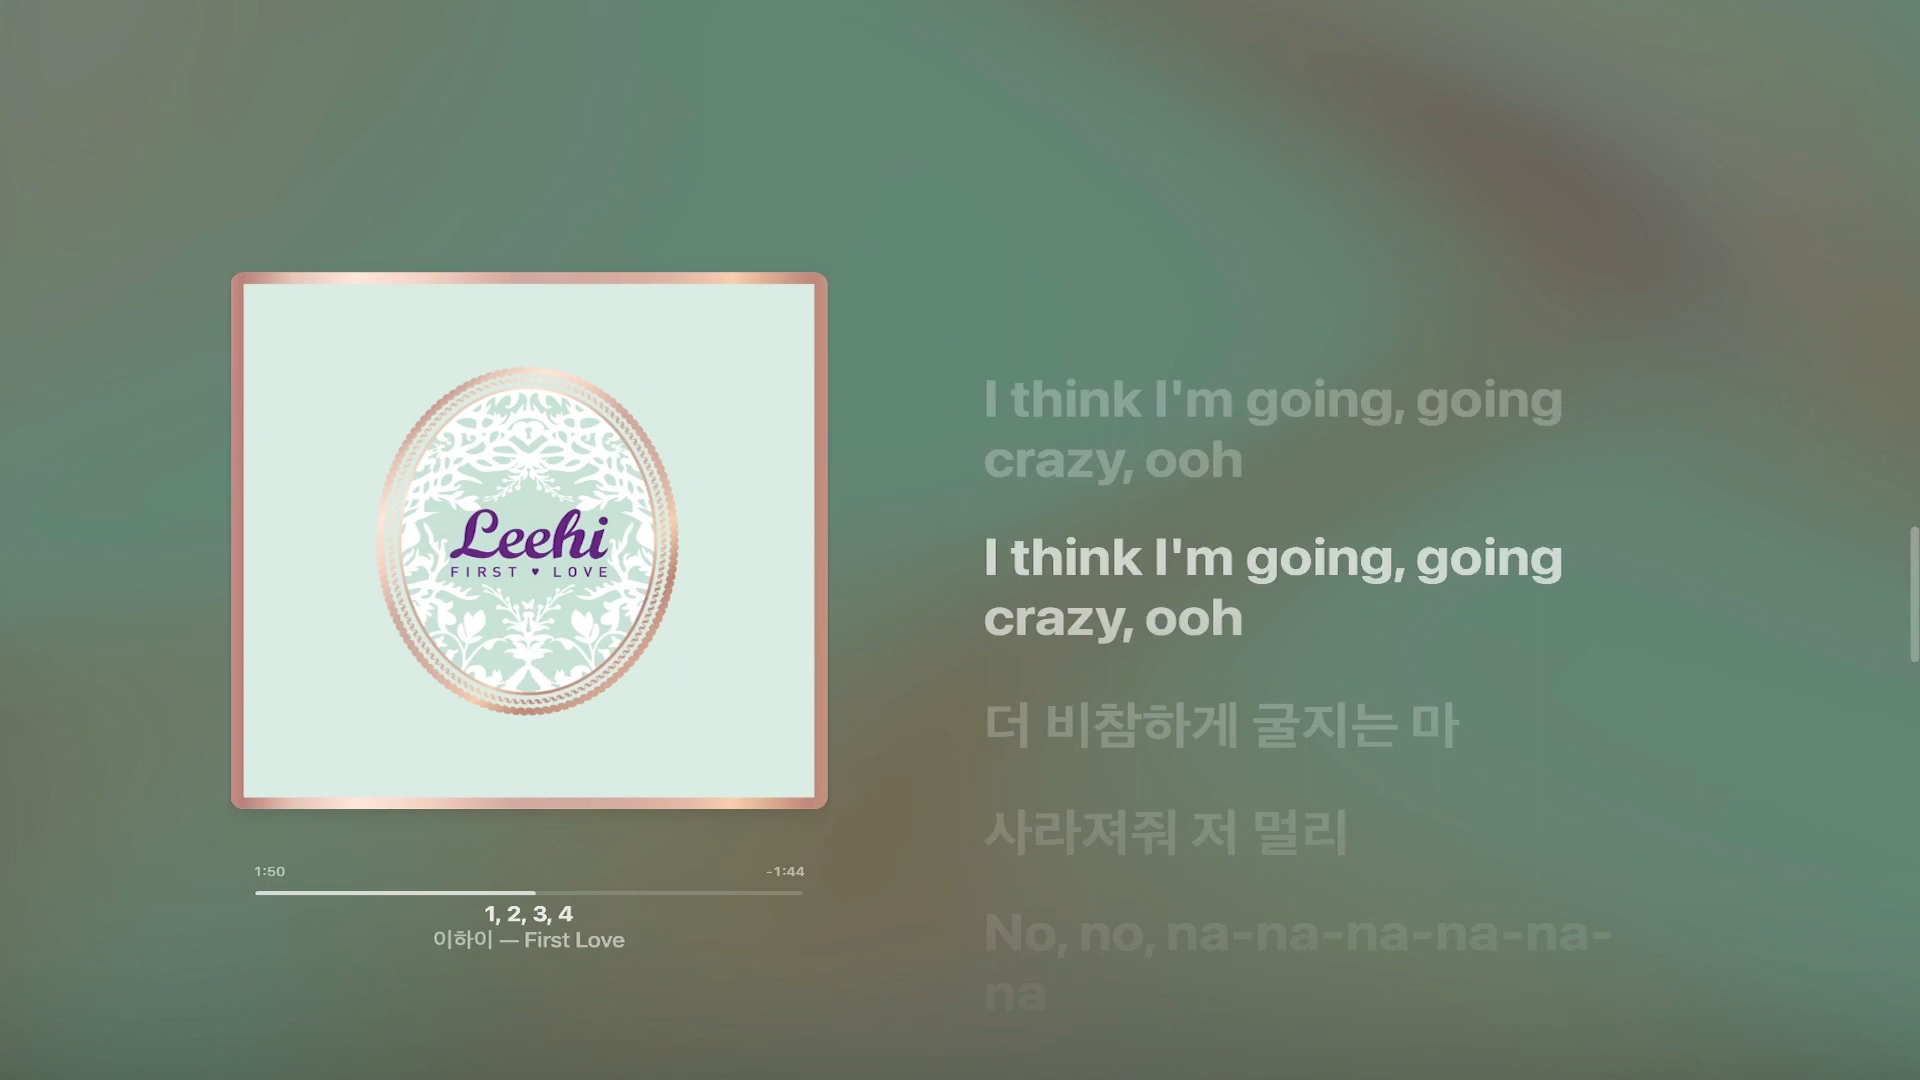 Leehi
FIRST ♥ LOVE
1:50
-1:44
1, 2, 3, 4
이하이 — First Love
I think I'm going, going
crazy, ooh
I think I'm going, going
crazy, ooh
더 비참하게 굴지는 마
사라져줘 저 멀리
No, no, na-na-na-na-na-
na